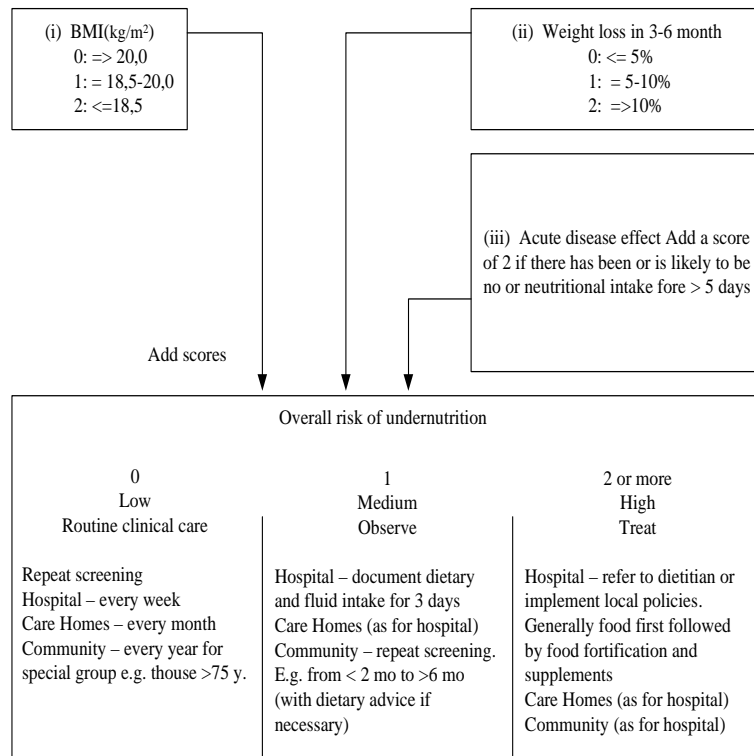 (i) BMI(kg/m²)
0: => 20,0
1: = 18,5-20,0
2: <=18,5
(ii) Weight loss in 3-6 month
0: <= 5%
1: = 5-10%
2: =>10%
(iii) Acute disease effect Add a score
of 2 if there has been or is likely to be
no or neutritional intake fore > 5 days
Add scores
Overall risk of undernutrition
0
Low
Routine clinical care
Repeat screening
Hospital – every week
Care Homes – every month
Community – every year for
special group e.g. thouse >75 y.
1
Medium
Observe
Hospital – document dietary
and fluid intake for 3 days
Care Homes (as for hospital)
Community – repeat screening.
E.g. from < 2 mo to >6 mo
(with dietary advice if
necessary)
2 or more
High
Treat
Hospital – refer to dietitian or
implement local policies.
Generally food first followed
by food fortification and
supplements
Care Homes (as for hospital)
Community (as for hospital)